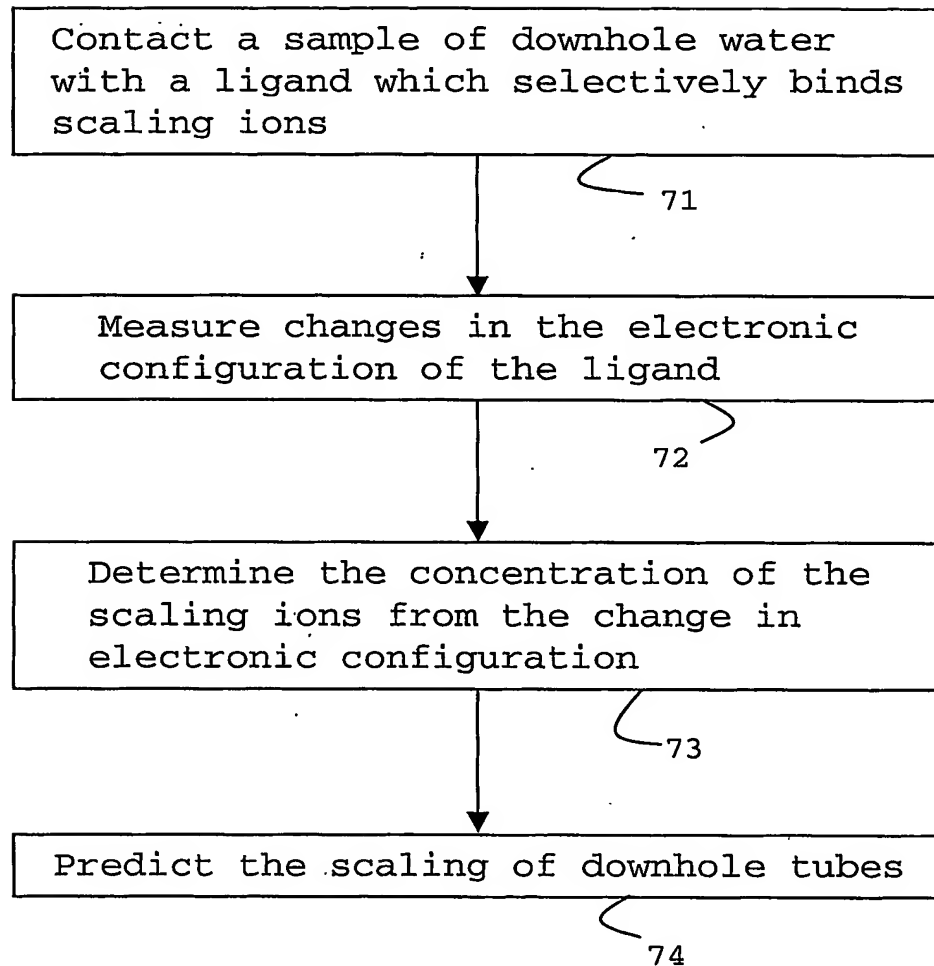 Contact a sample of downhole water
with a ligand which selectively binds
scaling ions
71
Measure changes in the electronic
configuration of the ligand
72
Determine the concentration of the
scaling ions from the change in
electronic configuration
73
Predict the scaling of downhole tubes
74